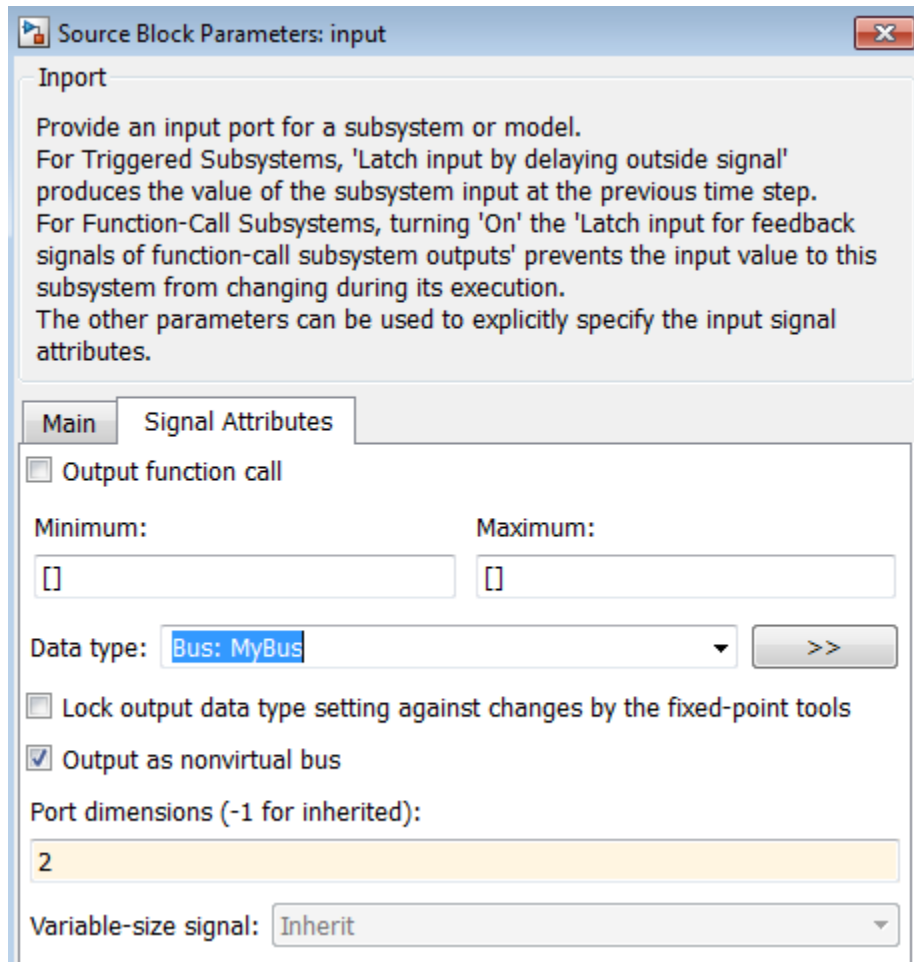 Source Block Parameters: input
Inport
Provide an input port for a subsystem or model.
For Triggered Subsystems, 'Latch input by delaying outside signal'
produces the value of the subsystem input at the previous time step.
For Function-Call Subsystems, turning 'On' the 'Latch input for feedback
signals of function-call subsystem outputs' prevents the input value to this
subsystem from changing during its execution.
The other parameters can be used to explicitly specify the input signal
attributes.
Main Signal Attributes
Output function call
Minimum: Maximum:
[] []
Data type: Bus: MyBus >>
Lock output data type setting against changes by the fixed-point tools
Output as nonvirtual bus
Port dimensions (-1 for inherited):
2
Variable-size signal: Inherit